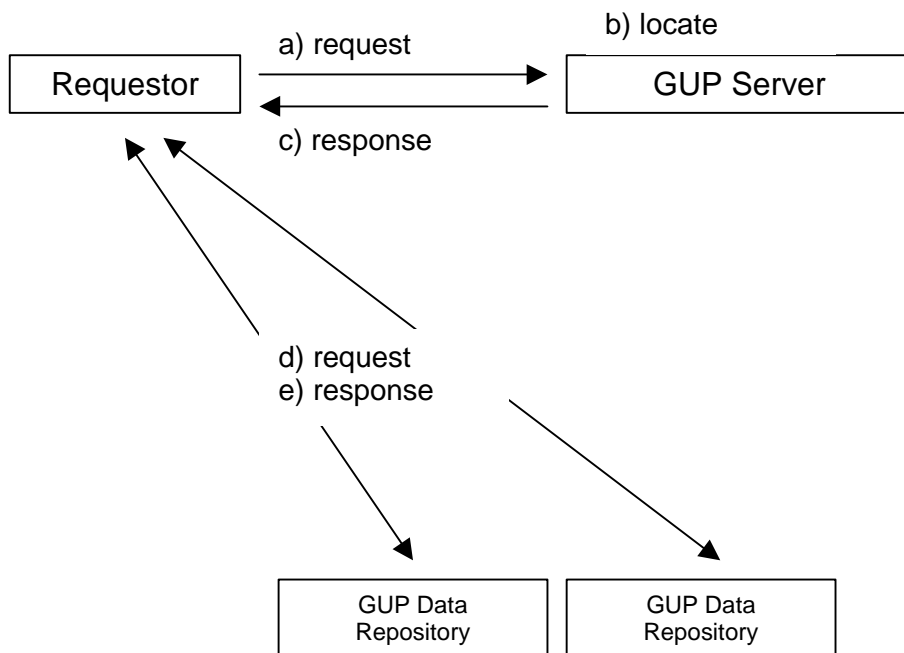 b) locate
a) request
Requestor
GUP Server
c) response
d) request
e) response
GUP Data
Repository
GUP Data
Repository